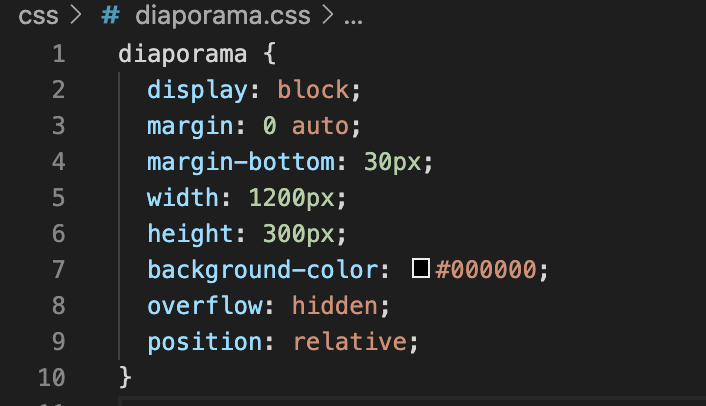 css > # diaporama.css > ...
1 diaporama {
2 display: block;
3 margin: 0 auto;
4 margin-bottom: 30px;
5 width: 1200px;
6 height: 300px;
7 background-color: #000000;
8 overflow: hidden;
9 position: relative;
10 }
11